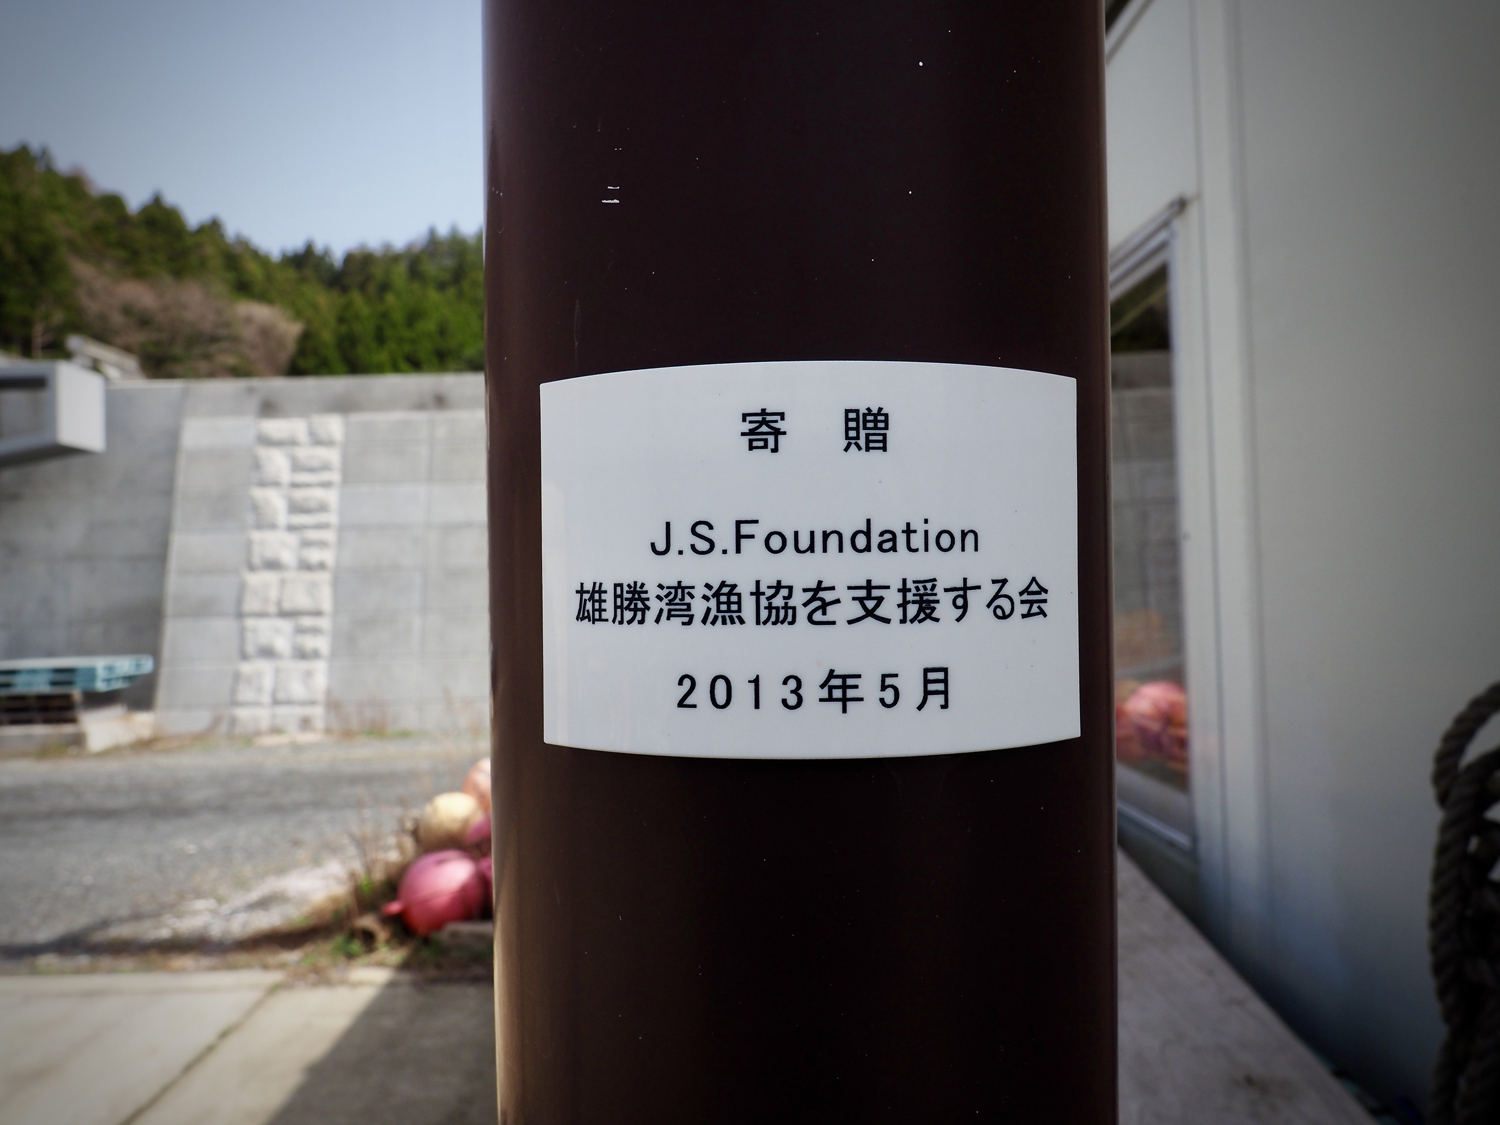 寄　贈
J.S.Foundation
雄勝湾漁協を支援する会
2013年5月